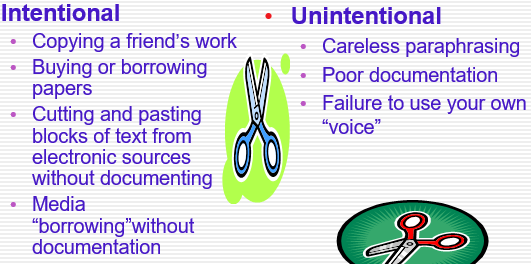 Intentional
• Copying a friend's work
• Buying or borrowing
papers
• Cutting and pasting
blocks of text from
electronic sources
without documenting
• Media
“borrowing”without
documentation
• Unintentional
• Careless paraphrasing
• Poor documentation
• Failure to use your own
“voice”